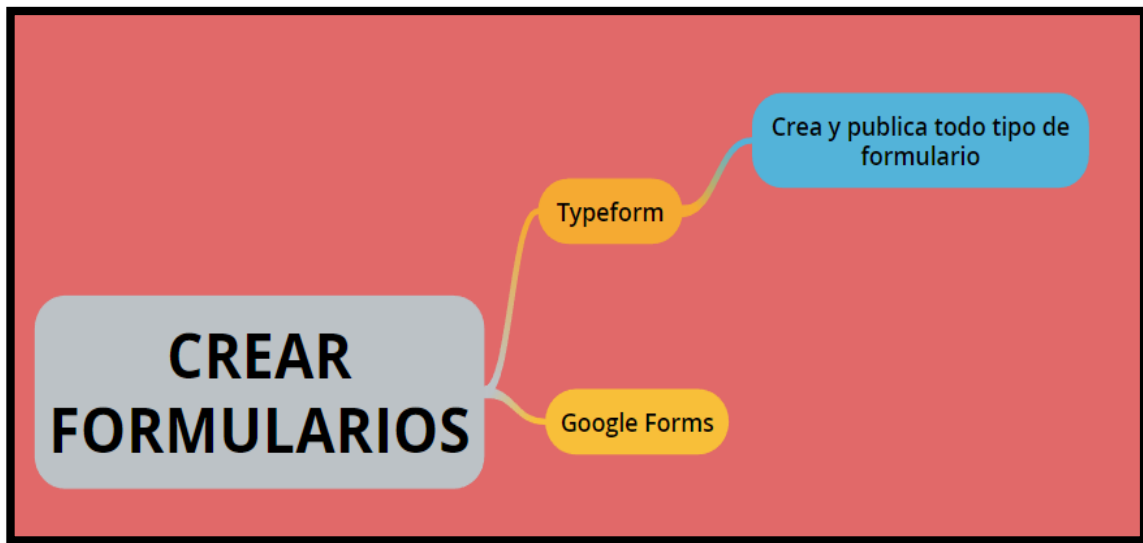 Crea y publica todo tipo de
formulario
Typeform
CREAR
FORMULARIOS
Google Forms